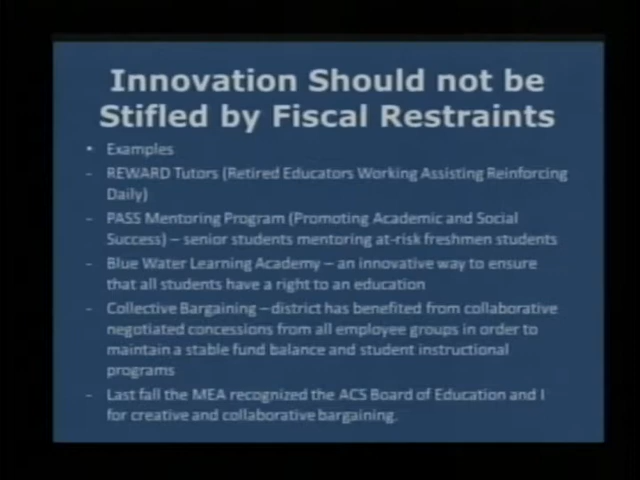 Innovation Should not be
Stifled by Fiscal Restraints
• Examples
- REWARD Tutors (Retired Educators Working Assisting Reinforcing
Daily)
- PASS Mentoring Program (Promoting Academic and Social
Success) – senior students mentoring at-risk freshmen students
- Blue Water Learning Academy – an innovative way to ensure
that all students have a right to an education
- Collective Bargaining – district has benefited from collaborative
negotiated concessions from all employee groups in order to
maintain a stable fund balance and student instructional
programs
- Last fall the MEA recognized the ACS Board of Education and I
for creative and collaborative bargaining.